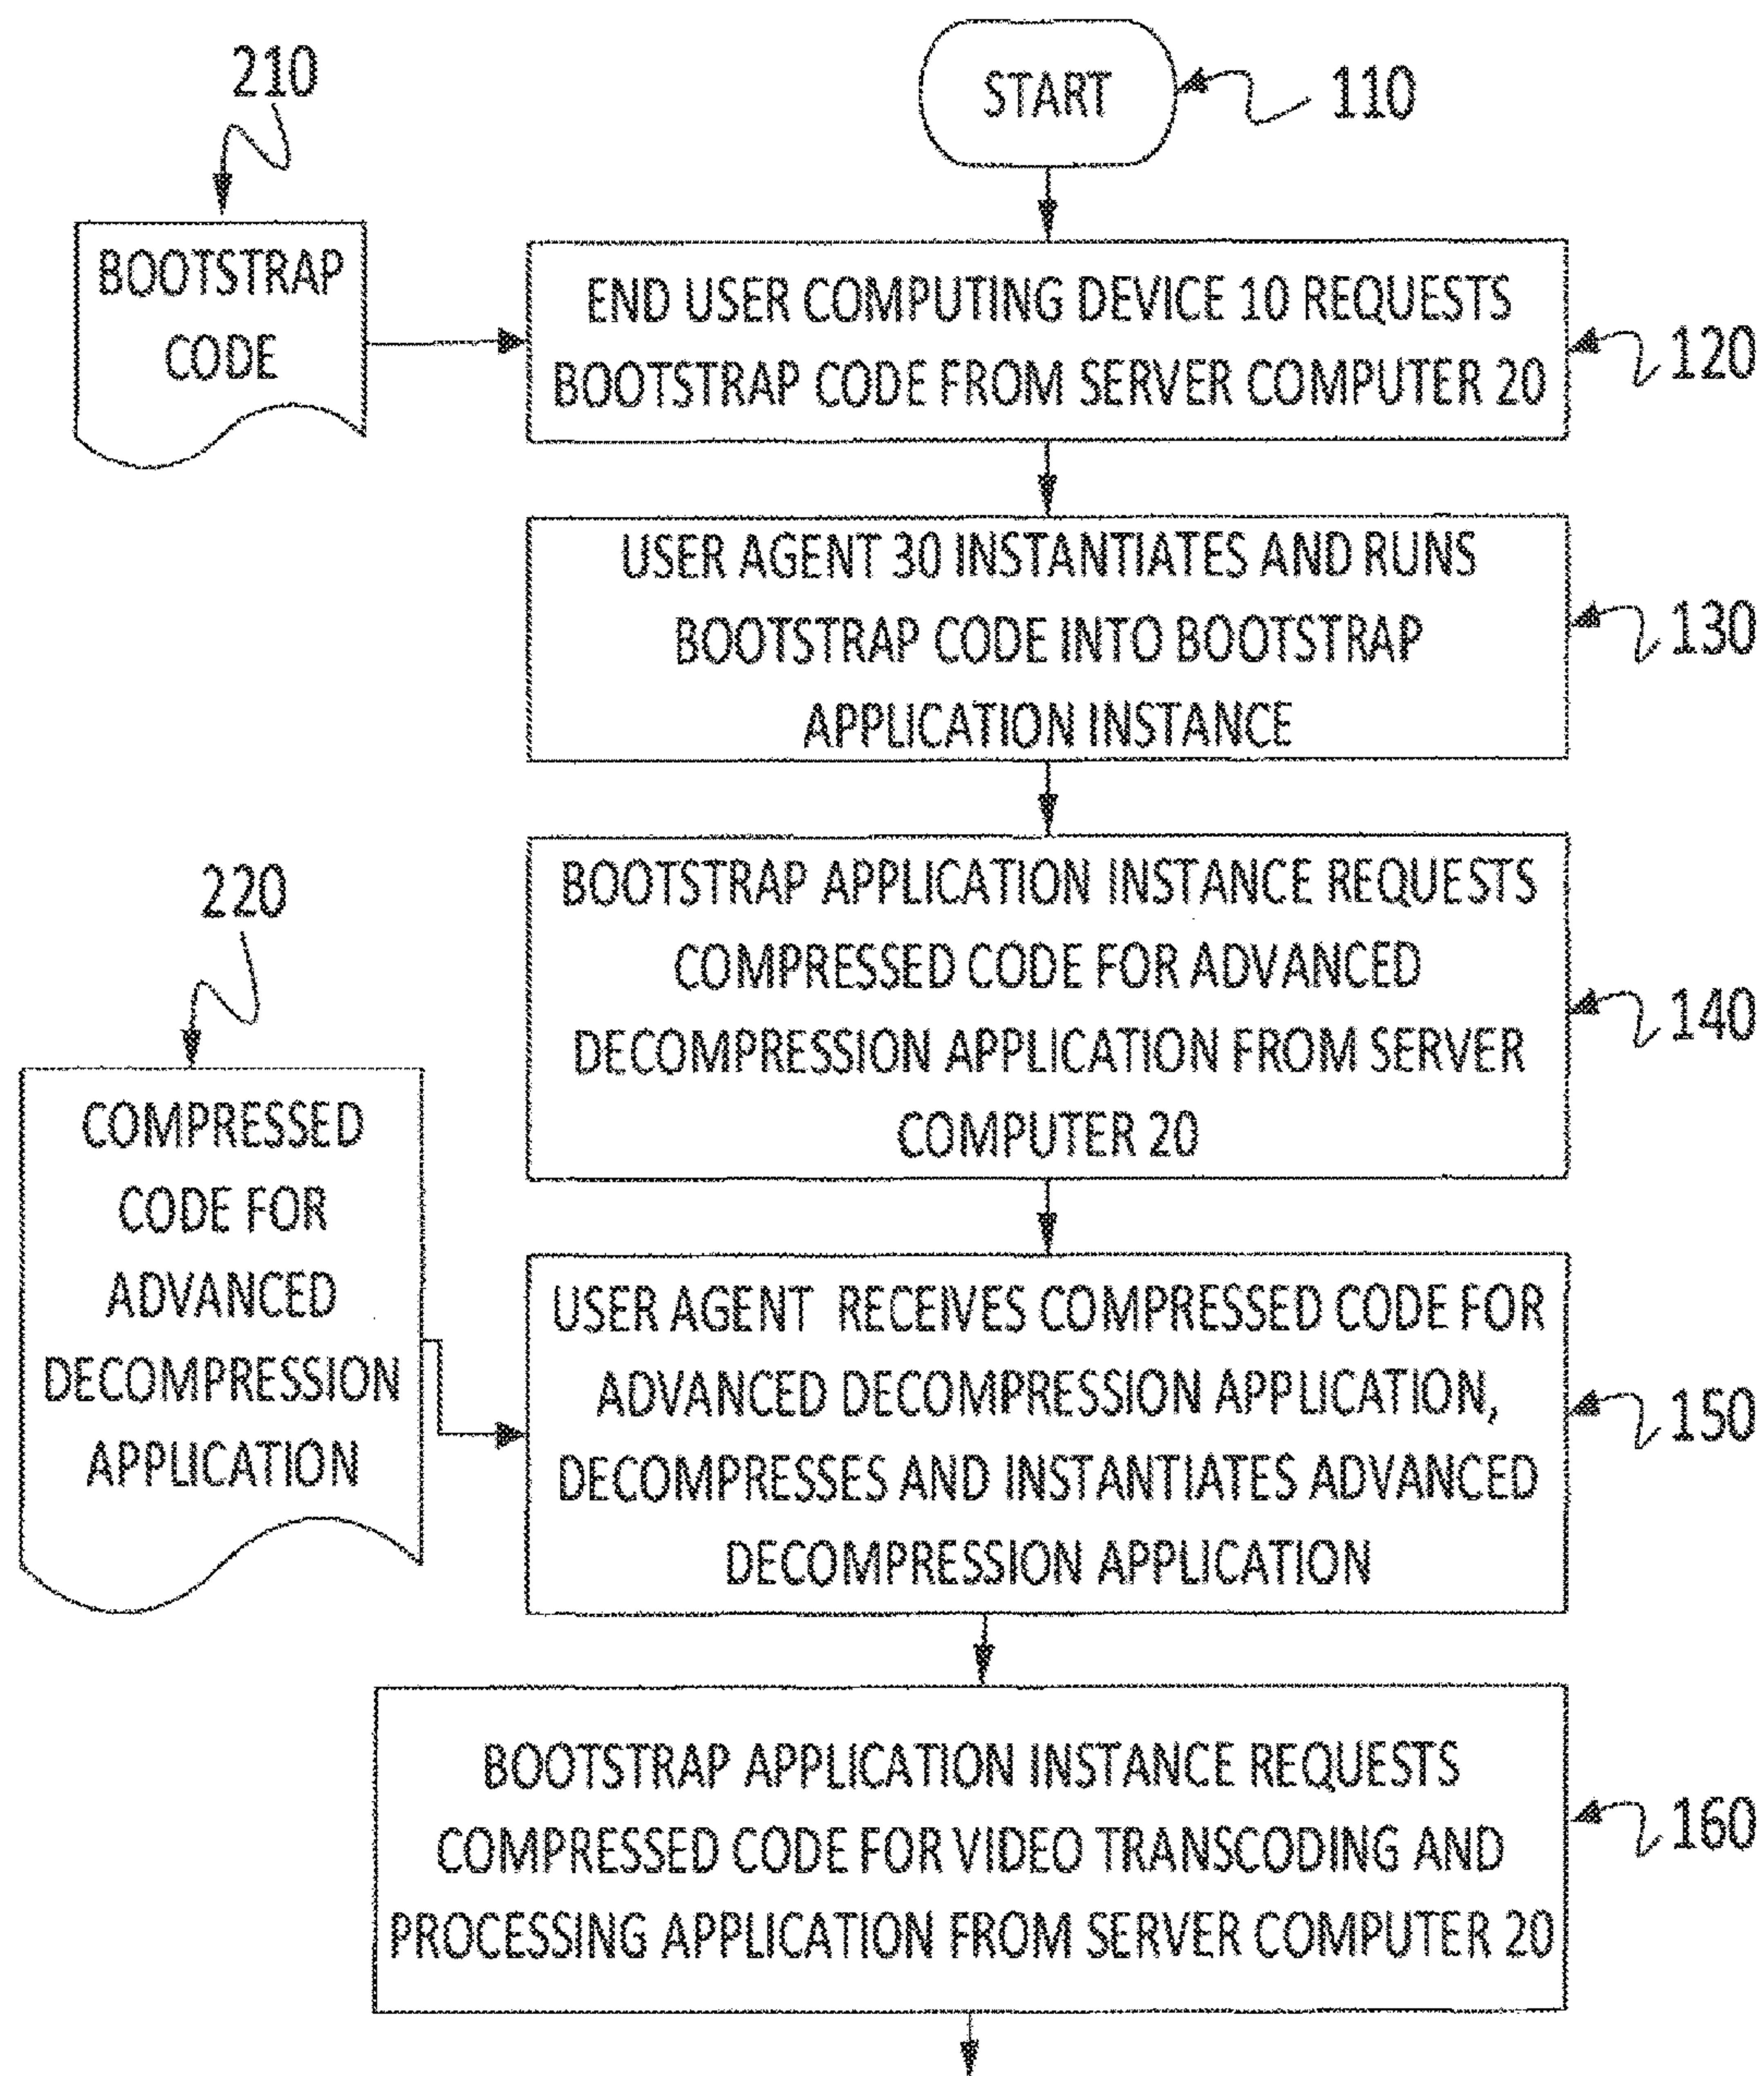 START
110
210
BOOTSTRAP
CODE
END USER COMPUTING DEVICE 10 REQUESTS
BOOTSTRAP CODE FROM SERVER COMPUTER 20
120
USER AGENT 30 INSTANTIATES AND RUNS
BOOTSTRAP CODE INTO BOOTSTRAP
APPLICATION INSTANCE
130
BOOTSTRAP APPLICATION INSTANCE REQUESTS
COMPRESSED CODE FOR ADVANCED
DECOMPRESSION APPLICATION FROM SERVER
COMPUTER 20
140
220
COMPRESSED
CODE FOR
ADVANCED
DECOMPRESSION
APPLICATION
USER AGENT RECEIVES COMPRESSED CODE FOR
ADVANCED DECOMPRESSION APPLICATION,
DECOMPRESSES AND INSTANTIATES ADVANCED
DECOMPRESSION APPLICATION
150
BOOTSTRAP APPLICATION INSTANCE REQUESTS
COMPRESSED CODE FOR VIDEO TRANSCODING AND
PROCESSING APPLICATION FROM SERVER COMPUTER 20
160